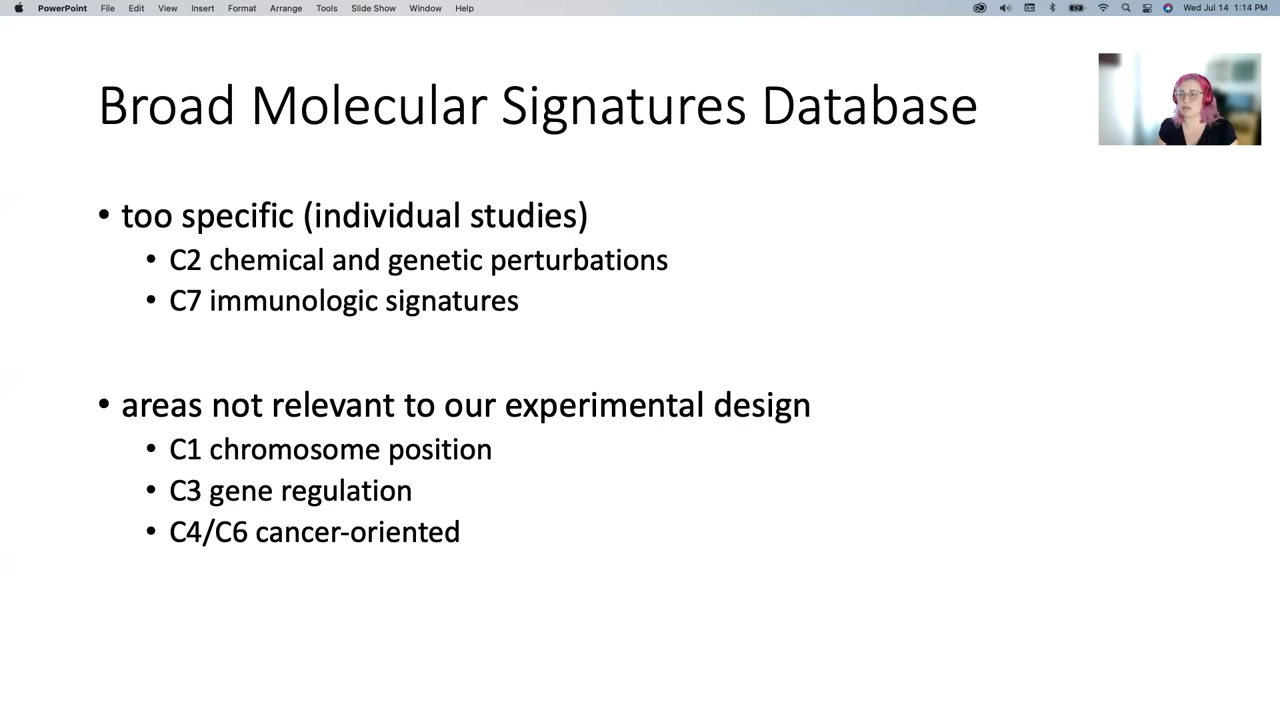 PowerPoint File Edit View Insert Format Arrange Tools Slide Show Window Help Wed Jul 14 1:14 PM
Broad Molecular Signatures Database
• too specific (individual studies)
• C2 chemical and genetic perturbations
• C7 immunologic signatures
• areas not relevant to our experimental design
• C1 chromosome position
• C3 gene regulation
• C4/C6 cancer-oriented